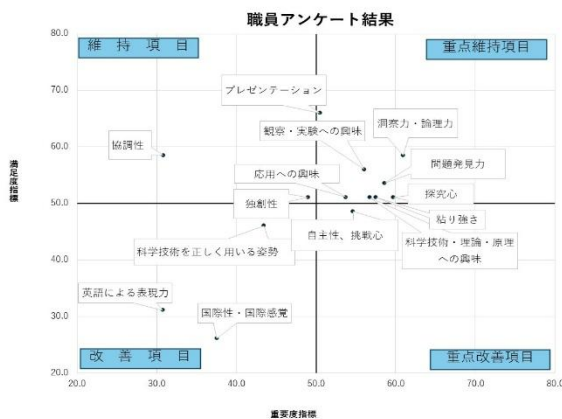 職員アンケート結果
80.0
維持項目
重点維持項目
70.0
プレゼンテーション
観察・実験への興味
洞察力・論理力
協調性
60.0
問題発見力
応用への興味
探究心
満足度指標
50.0
独創性
粘り強さ
自主性、挑戦心
科学技術・理論・原理
への興味
科学技術を正しく用いる姿勢
40.0
英語による表現力
国際性・国際感覚
30.0
改善項目
重点改善項目
20.0
20.0 30.0 40.0 50.0 60.0 70.0 80.0
重要度指標